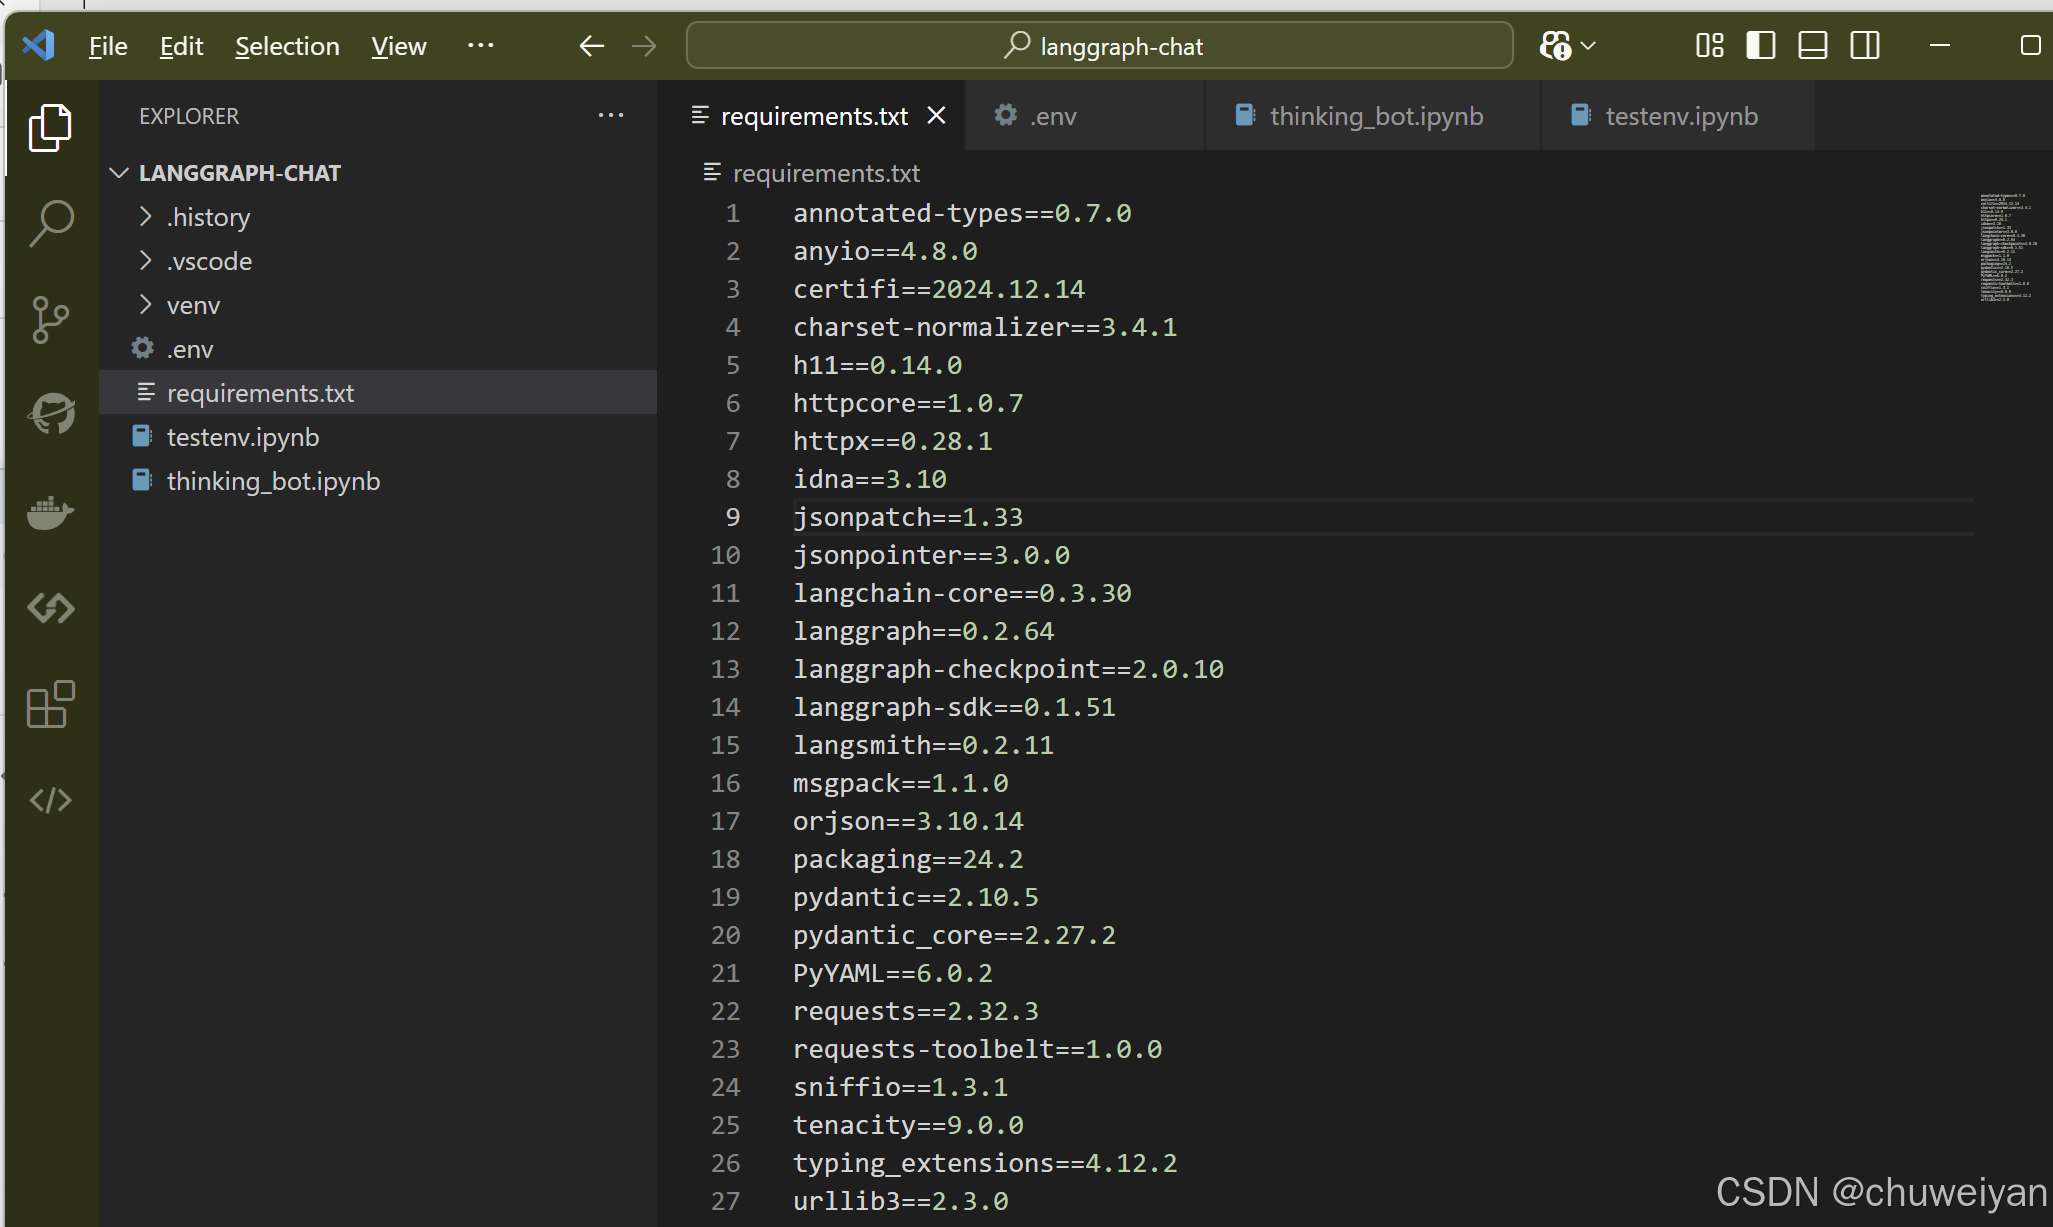 File Edit Selection View ··· langgraph-chat
EXPLORER ···
requirements.txt .env thinking_bot.ipynb testenv.ipynb
LANGGRAPH-CHAT
.history
.vscode
venv
.env
requirements.txt
testenv.ipynb
thinking_bot.ipynb
requirements.txt
1 annotated-types==0.7.0
2 anyio==4.8.0
3 certifi==2024.12.14
4 charset-normalizer==3.4.1
5 h11==0.14.0
6 httpcore==1.0.7
7 httpx==0.28.1
8 idna==3.10
9 jsonpatch==1.33
10 jsonpointer==3.0.0
11 langchain-core==0.3.30
12 langgraph==0.2.64
13 langgraph-checkpoint==2.0.10
14 langgraph-sdk==0.1.51
15 langsmith==0.2.11
16 msgpack==1.1.0
17 orjson==3.10.14
18 packaging==24.2
19 pydantic==2.10.5
20 pydantic_core==2.27.2
21 PyYAML==6.0.2
22 requests==2.32.3
23 requests-toolbelt==1.0.0
24 sniffio==1.3.1
25 tenacity==9.0.0
26 typing_extensions==4.12.2
27 urllib3==2.3.0
CSDN @chuweiyan